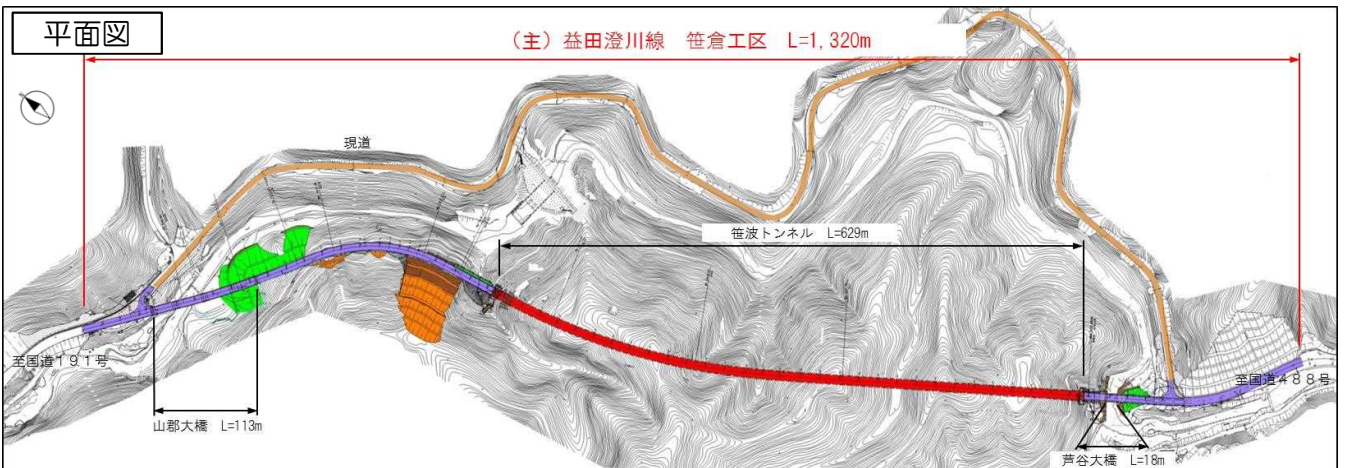 平面図
（主）益田澄川線　笹倉工区　L=1,320m
現道
笹波トンネル　L=629m
至国道１９１号
至国道４８８号
山郡大橋　L=113m
芦谷大橋　L=18m